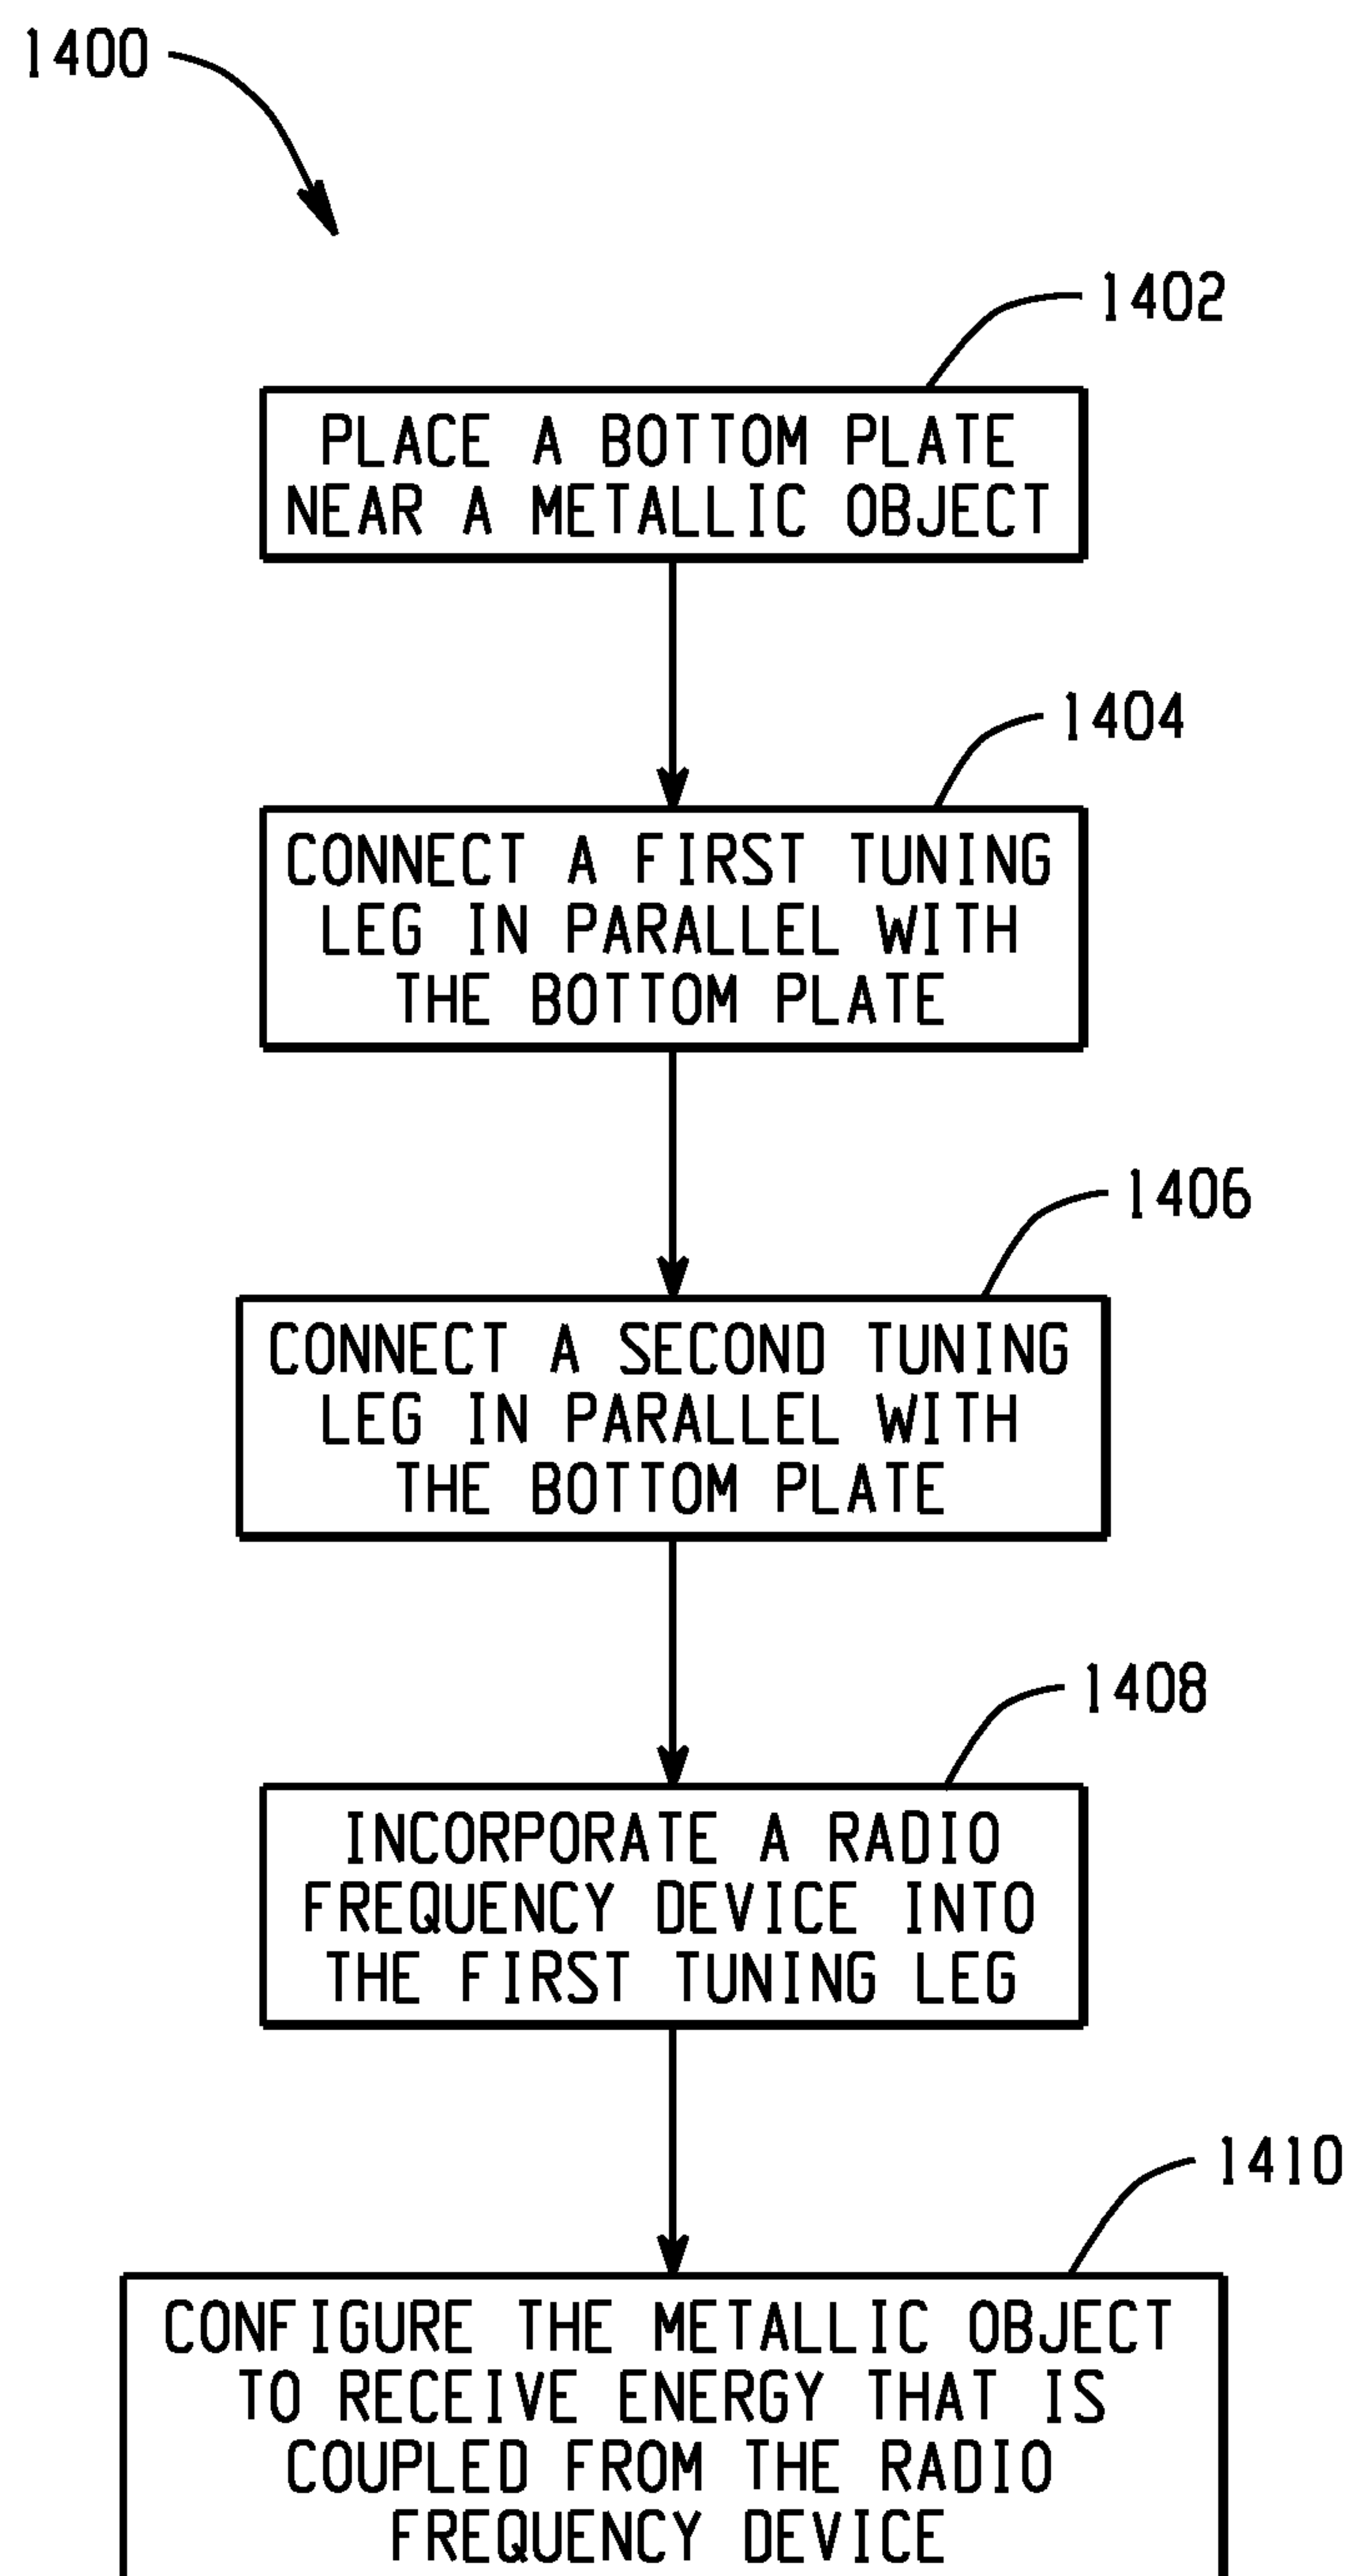 1400
1402
PLACE A BOTTOM PLATE
NEAR A METALLIC OBJECT
1404
CONNECT A FIRST TUNING
LEG IN PARALLEL WITH
THE BOTTOM PLATE
1406
CONNECT A SECOND TUNING
LEG IN PARALLEL WITH
THE BOTTOM PLATE
1408
INCORPORATE A RADIO
FREQUENCY DEVICE INTO
THE FIRST TUNING LEG
1410
CONFIGURE THE METALLIC OBJECT
TO RECEIVE ENERGY THAT IS
COUPLED FROM THE RADIO
FREQUENCY DEVICE